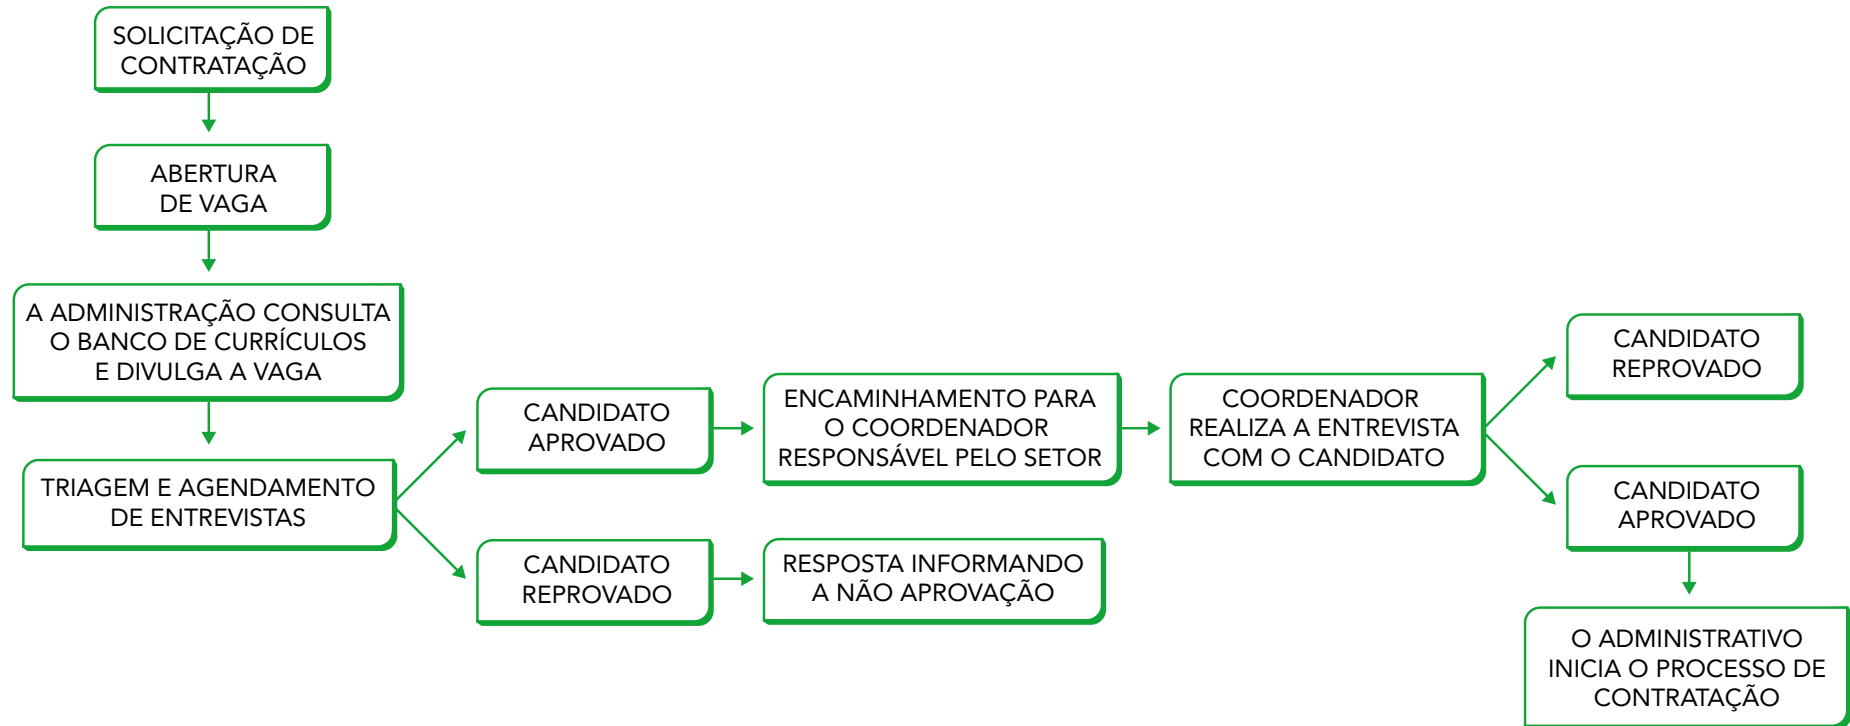 SOLICITAÇÃO DE
CONTRATAÇÃO
ABERTURA
DE VAGA
A ADMINISTRAÇÃO CONSULTA
O BANCO DE CURRÍCULOS
E DIVULGA A VAGA
TRIAGEM E AGENDAMENTO
DE ENTREVISTAS
CANDIDATO
APROVADO
ENCAMINHAMENTO PARA
O COORDENADOR
RESPONSÁVEL PELO SETOR
COORDENADOR
REALIZA A ENTREVISTA
COM O CANDIDATO
CANDIDATO
REPROVADO
RESPOSTA INFORMANDO
A NÃO APROVAÇÃO
CANDIDATO
REPROVADO
CANDIDATO
APROVADO
O ADMINISTRATIVO
INICIA O PROCESSO DE
CONTRATAÇÃO